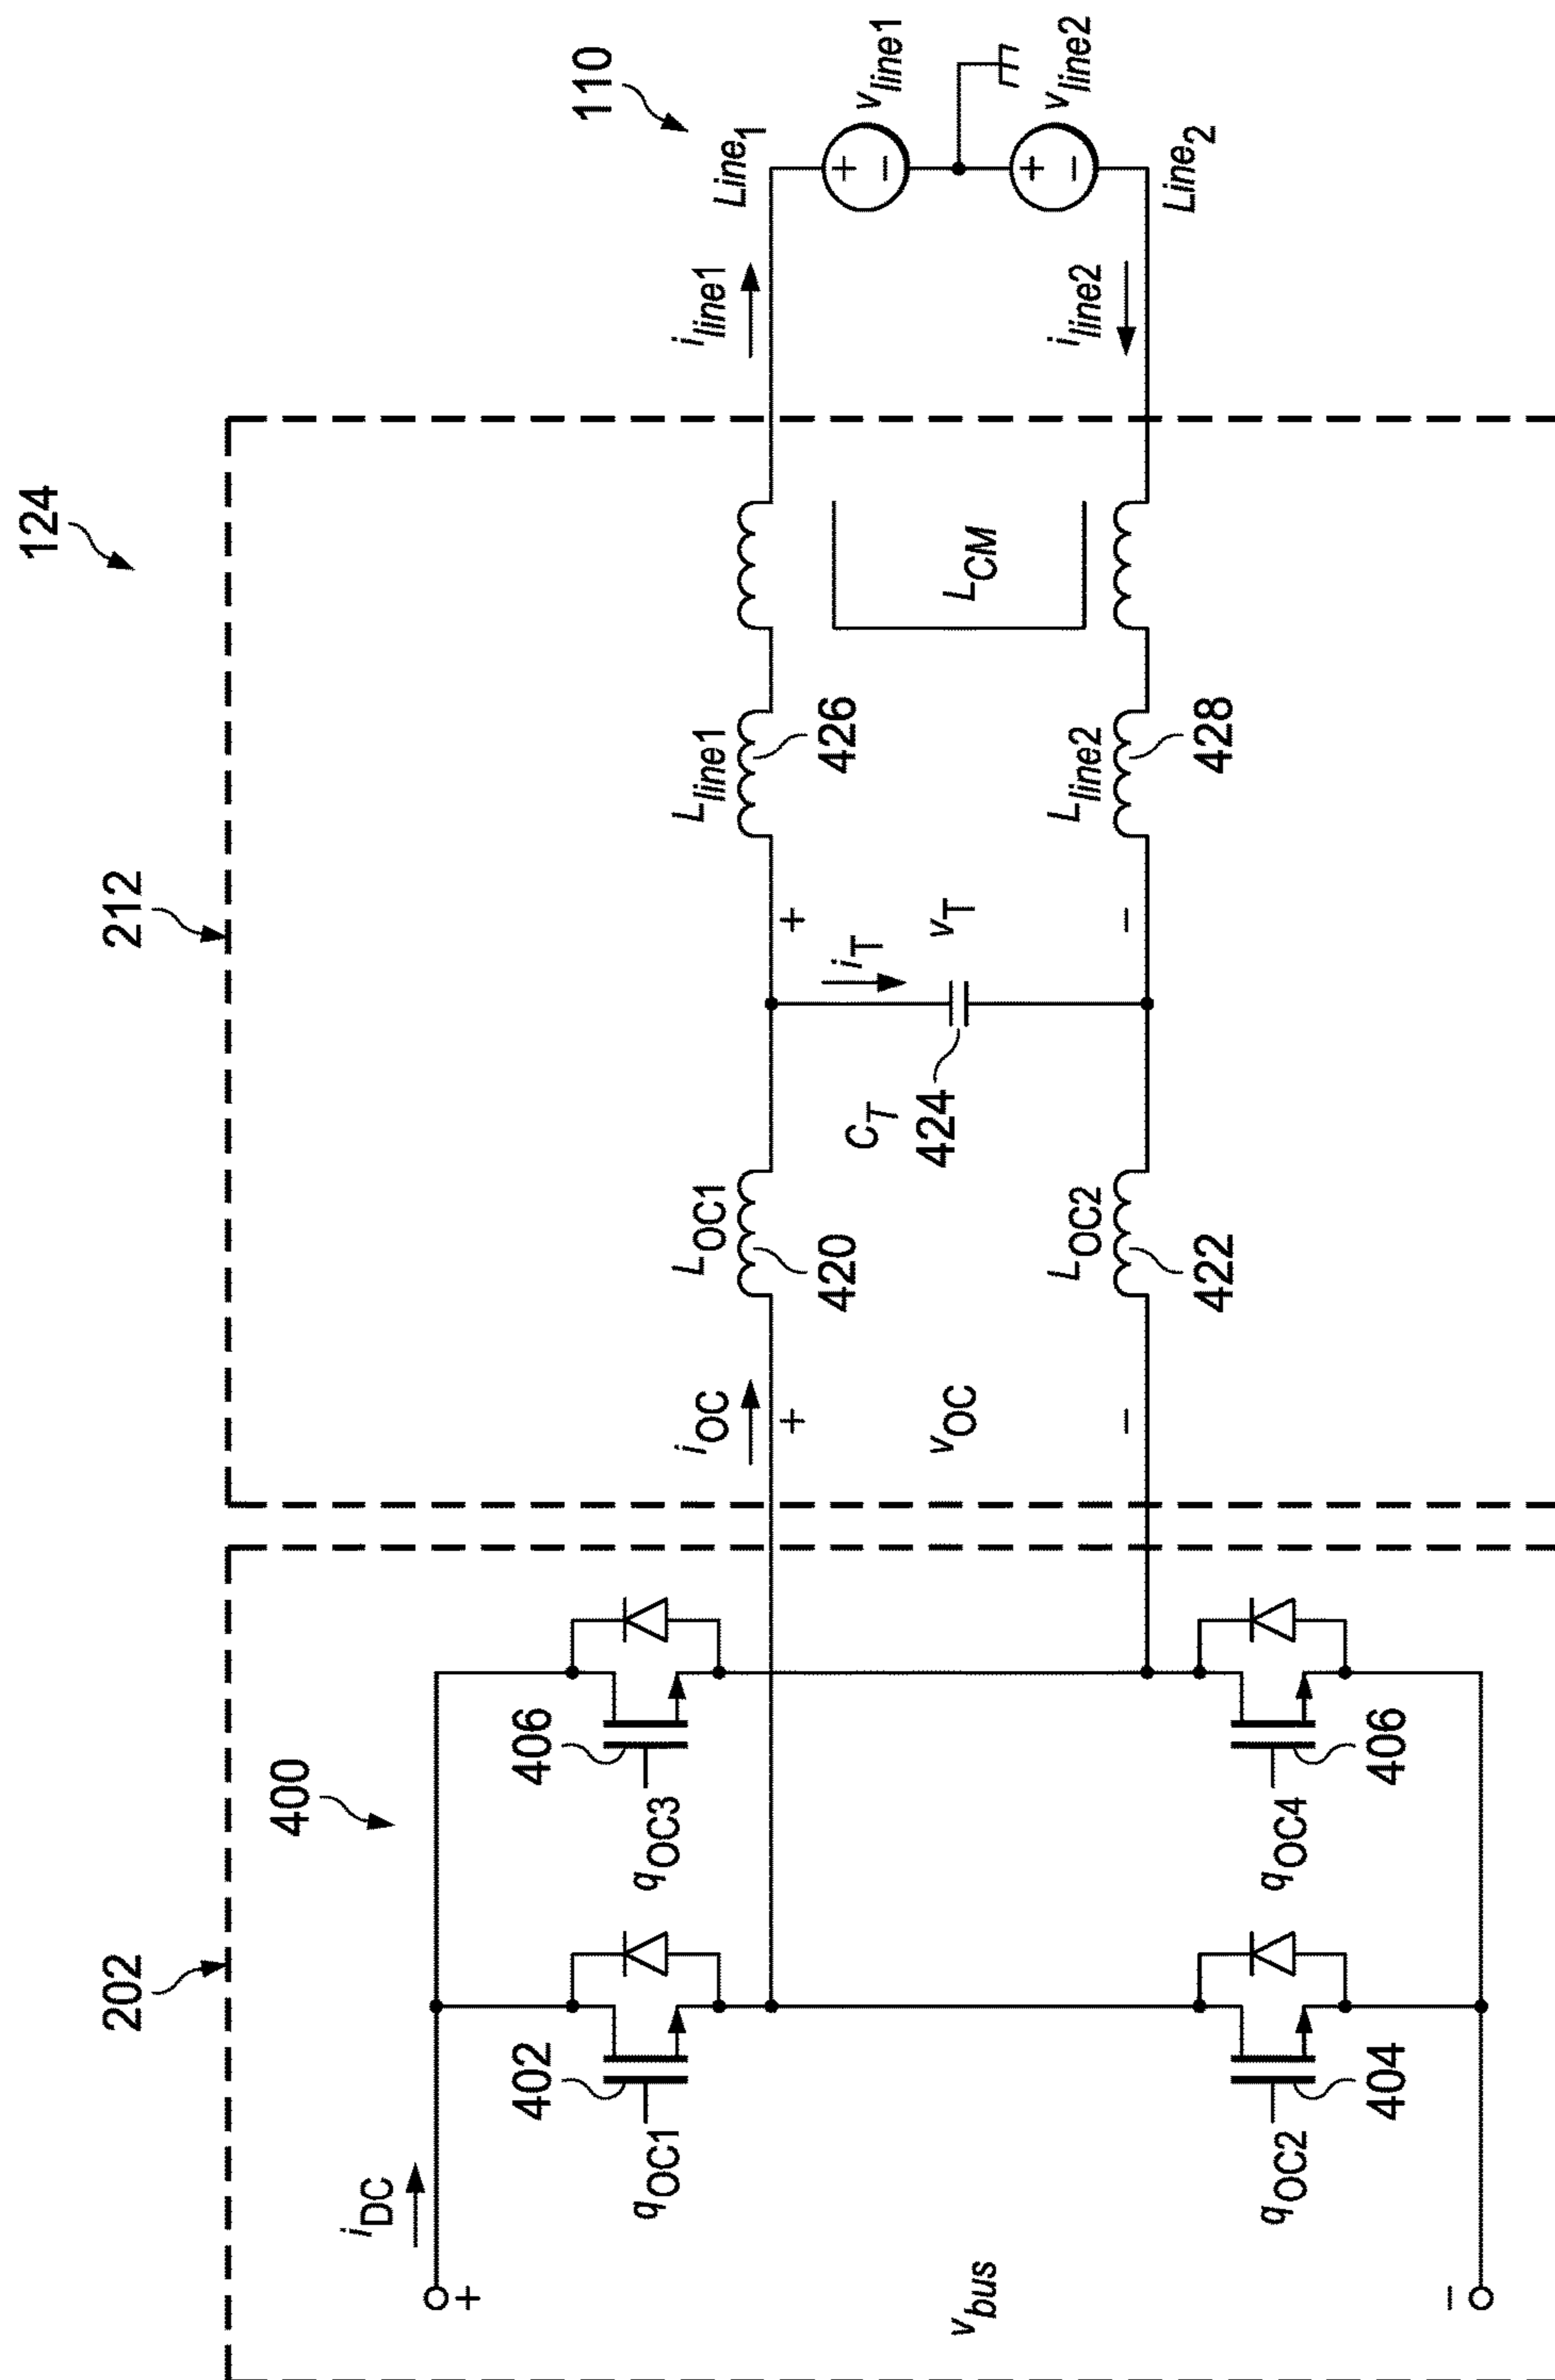 124
202
212
400
110
i_DC
+
v_bus
−
q_OC1
402
q_OC3
406
q_OC2
404
q_OC4
406
i_OC
+
v_OC
−
L_OC1
420
L_OC2
422
C_T
424
i_T
+
v_T
−
L_line1
426
L_line2
428
L_CM
i_line1
i_line2
Line_1
+
−
v_line1
+
−
v_line2
Line_2